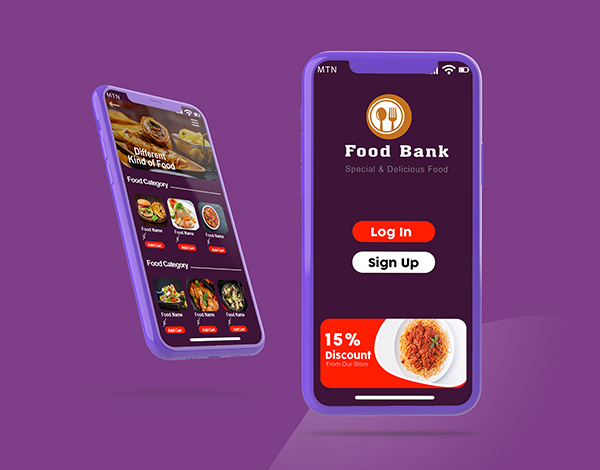 MTN
Different
Kind of Food
Food Category
Food Name
Food Name
Food Name
Add Cart
Add Cart
Add Cart
Food Category
Food Name
Food Name
Food Name
Add Cart
Add Cart
Add Cart
MTN
Food Bank
Special & Delicious Food
Log In
Sign Up
15%
Discount
From Our Store